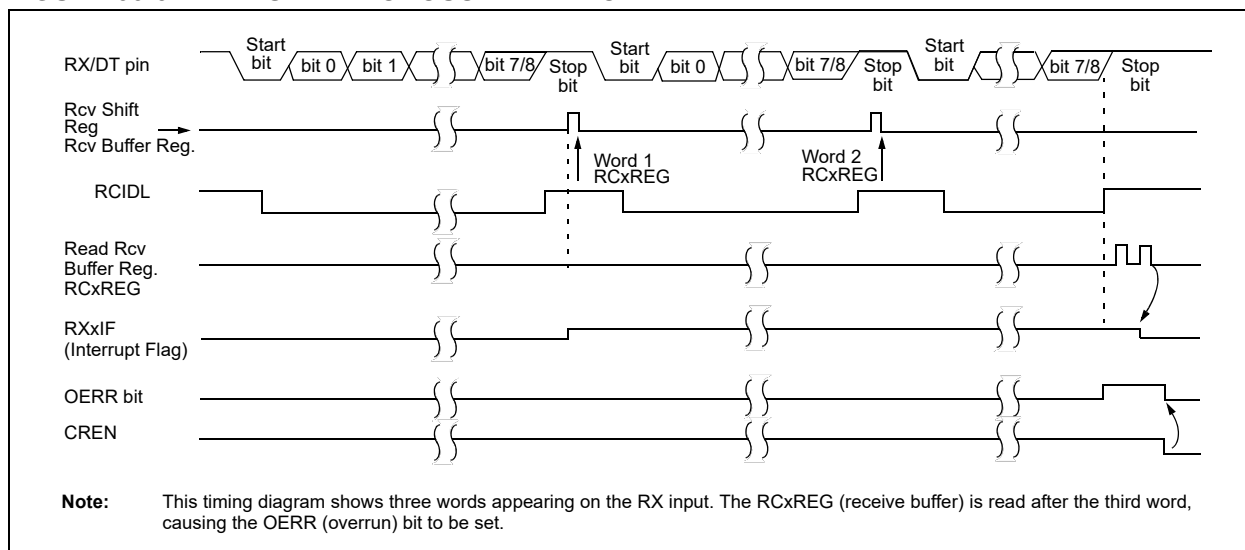 RX/DT pin
Start
bit
bit 0
bit 1
bit 7/8
Stop
bit
Start
bit
bit 0
bit 7/8
Stop
bit
Start
bit
bit 7/8
Stop
bit
Rcv Shift
Reg
Rcv Buffer Reg.
Word 1
RCxREG
Word 2
RCxREG
RCIDL
Read Rcv
Buffer Reg.
RCxREG
RXxIF
(Interrupt Flag)
OERR bit
CREN
Note: This timing diagram shows three words appearing on the RX input. The RCxREG (receive buffer) is read after the third word,
causing the OERR (overrun) bit to be set.